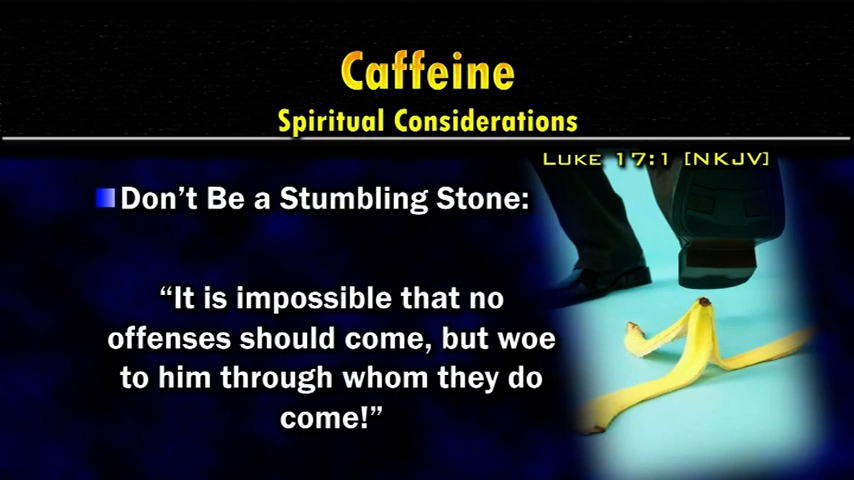 Caffeine
Spiritual Considerations
Luke 17:1 [NKJV]
Don’t Be a Stumbling Stone:
“It is impossible that no
offenses should come, but woe
to him through whom they do
come!”